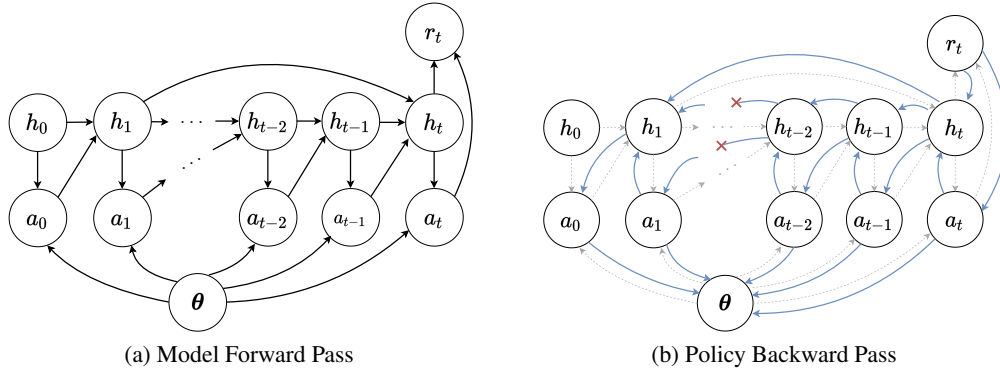 r_t
h_0 h_1 ... h_{t−2} h_{t−1} h_t
...
a_0 a_1 a_{t−2} a_{t−1} a_t
θ
(a) Model Forward Pass
r_t
h_0 h_1 ... h_{t−2} h_{t−1} h_t
...
a_0 a_1 a_{t−2} a_{t−1} a_t
θ
(b) Policy Backward Pass